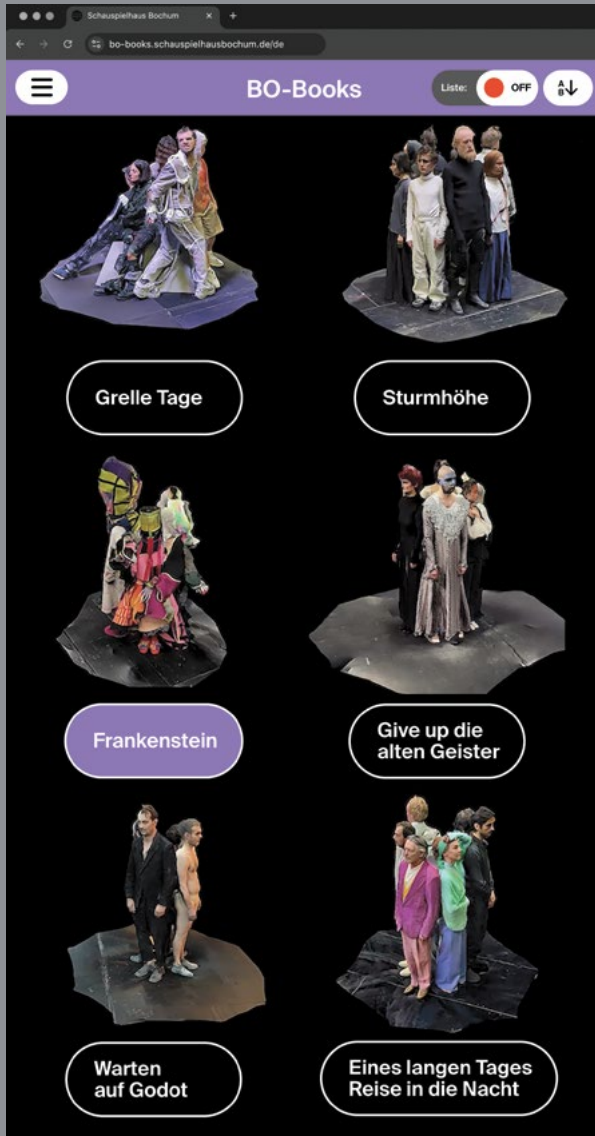 Schauspielhaus Bochum
bo-books.schauspielhausbochum.de/de
BO-Books
Liste:
OFF
A
B
Grelle Tage
Sturmhöhe
Frankenstein
Give up die
alten Geister
Warten
auf Godot
Eines langen Tages
Reise in die Nacht